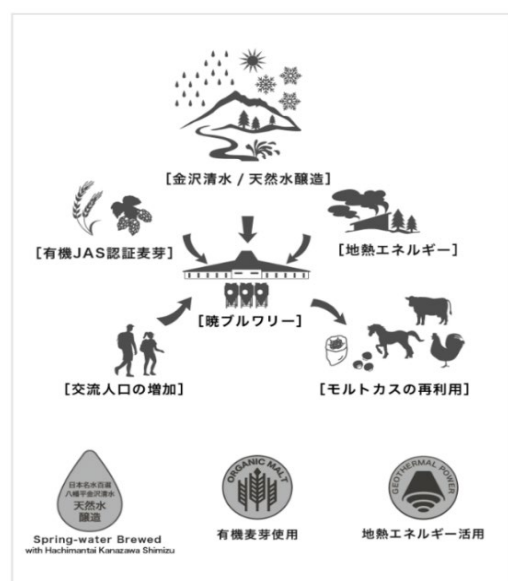 [金沢清水 / 天然水醸造]
[有機JAS認証麦芽]
[地熱エネルギー]
[暁ブルワリー]
[交流人口の増加]
[モルトカスの再利用]
日本名水百選
八幡平金沢清水
天然水
醸造
Spring-water Brewed
with Hachimantai Kanazawa Shimizu
ORGANIC MALT
有機麦芽使用
GEOTHERMAL POWER
地熱エネルギー活用